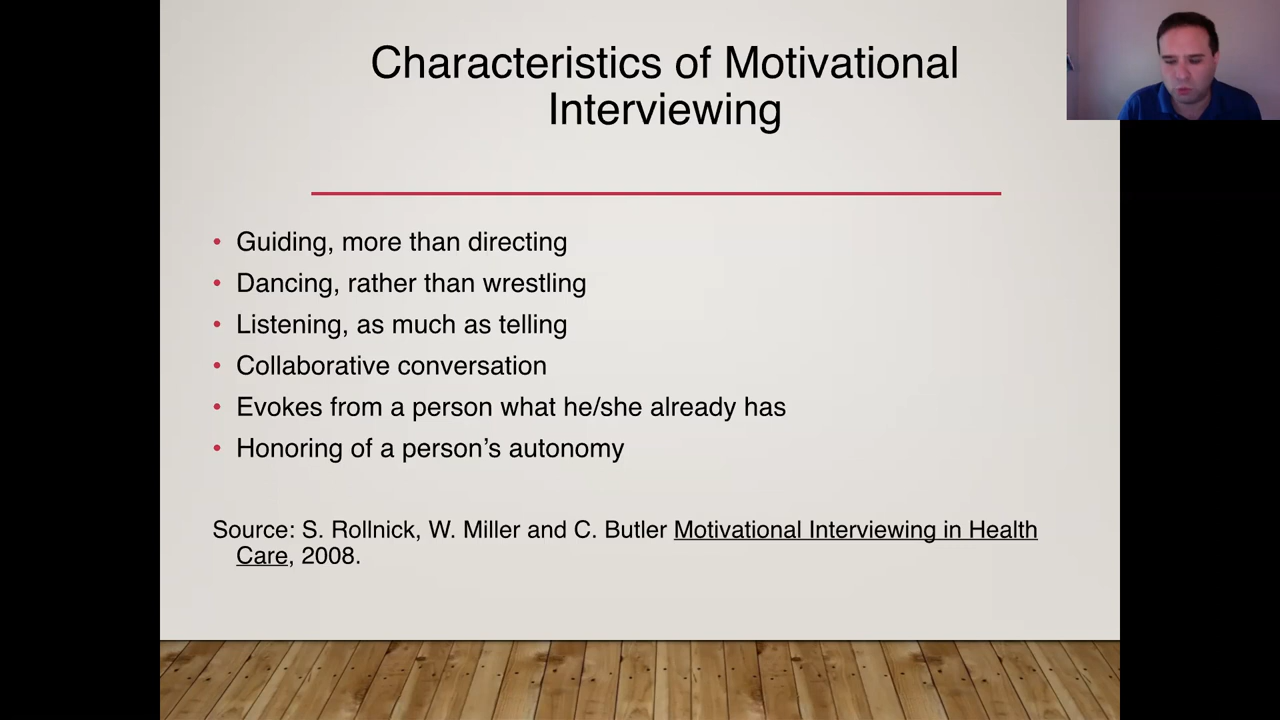 Characteristics of Motivational
Interviewing
• Guiding, more than directing
• Dancing, rather than wrestling
• Listening, as much as telling
• Collaborative conversation
• Evokes from a person what he/she already has
• Honoring of a person’s autonomy
Source: S. Rollnick, W. Miller and C. Butler Motivational Interviewing in Health
Care, 2008.